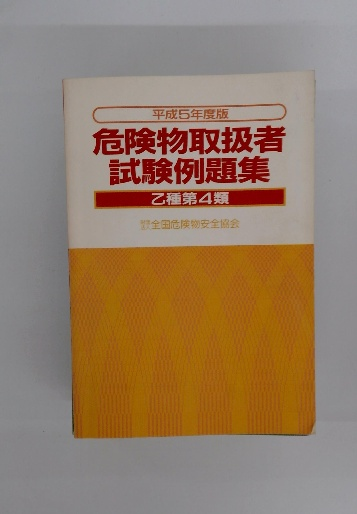 平成5年度版
危険物取扱者
試験例題集
乙種第4類
全国危険物安全協会